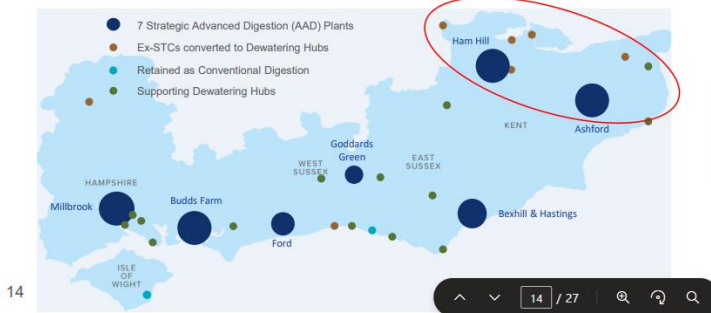 7 Strategic Advanced Digestion (AAD) Plants
Ex-STCs converted to Dewatering Hubs
Retained as Conventional Digestion
Supporting Dewatering Hubs
Ham Hill
KENT
Ashford
Goddards
Green
WEST
SUSSEX
EAST
SUSSEX
HAMPSHIRE
Millbrook
Budds Farm
Ford
Bexhill & Hastings
ISLE
OF
WIGHT
14
14 / 27